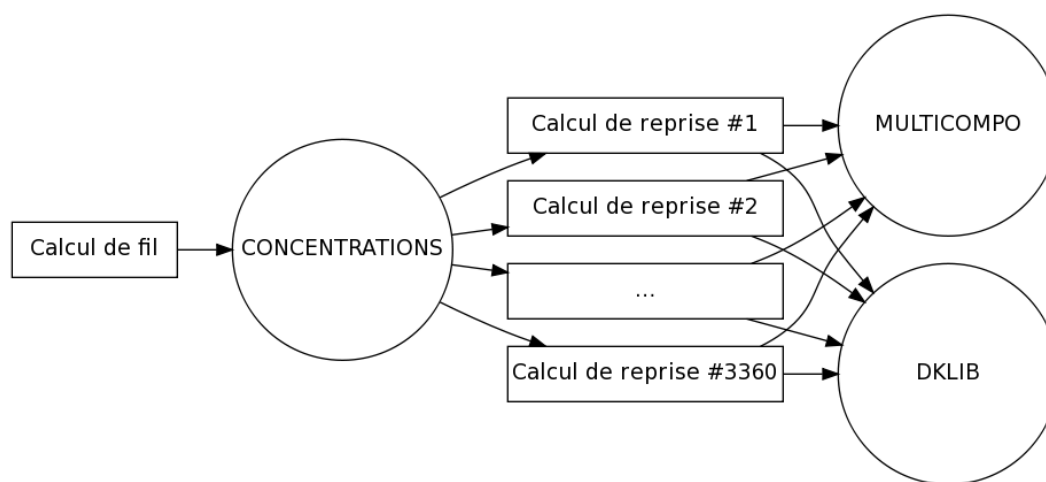 Calcul de fil
CONCENTRATIONS
Calcul de reprise #1
Calcul de reprise #2
...
Calcul de reprise #3360
MULTICOMPO
DKLIB